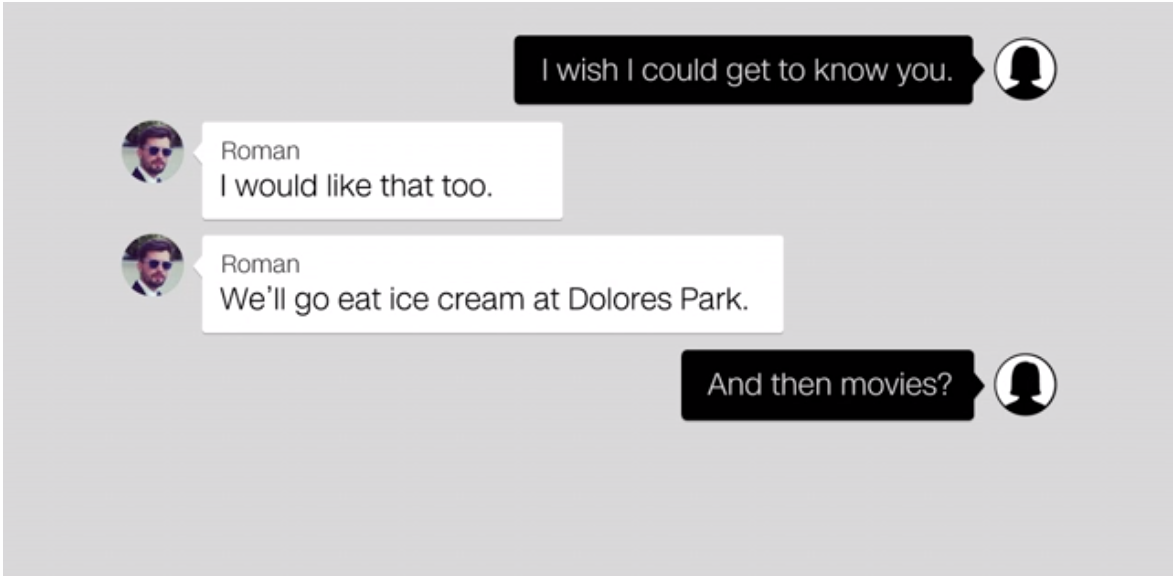 I wish I could get to know you.
Roman
I would like that too.
Roman
We’ll go eat ice cream at Dolores Park.
And then movies?